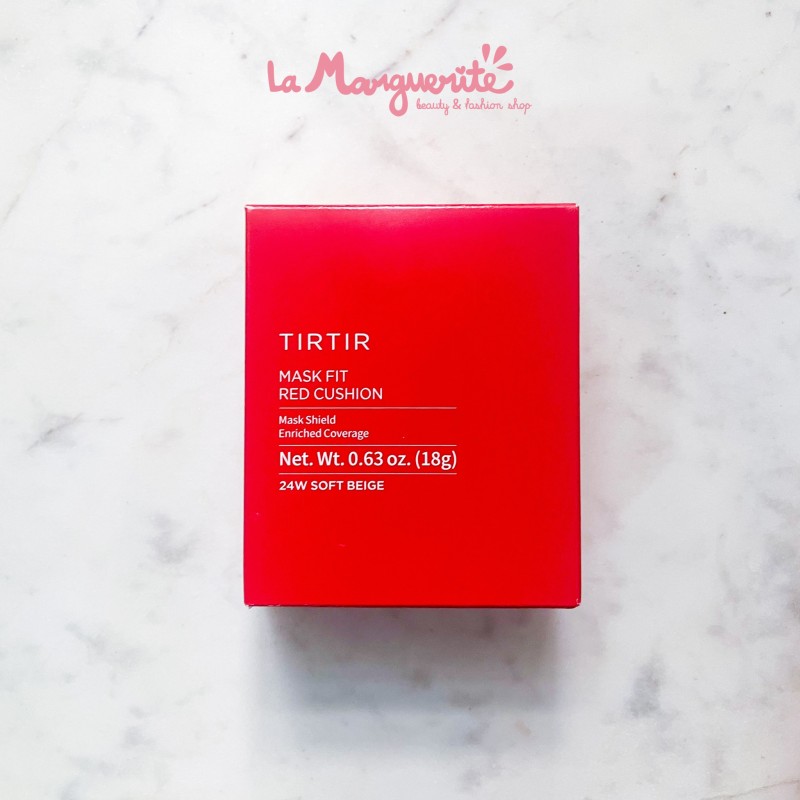 La Marguerite
beauty & fashion shop
TIRTIR
MASK FIT
RED CUSHION
Mask Shield
Enriched Coverage
Net. Wt. 0.63 oz. (18g)
24W SOFT BEIGE